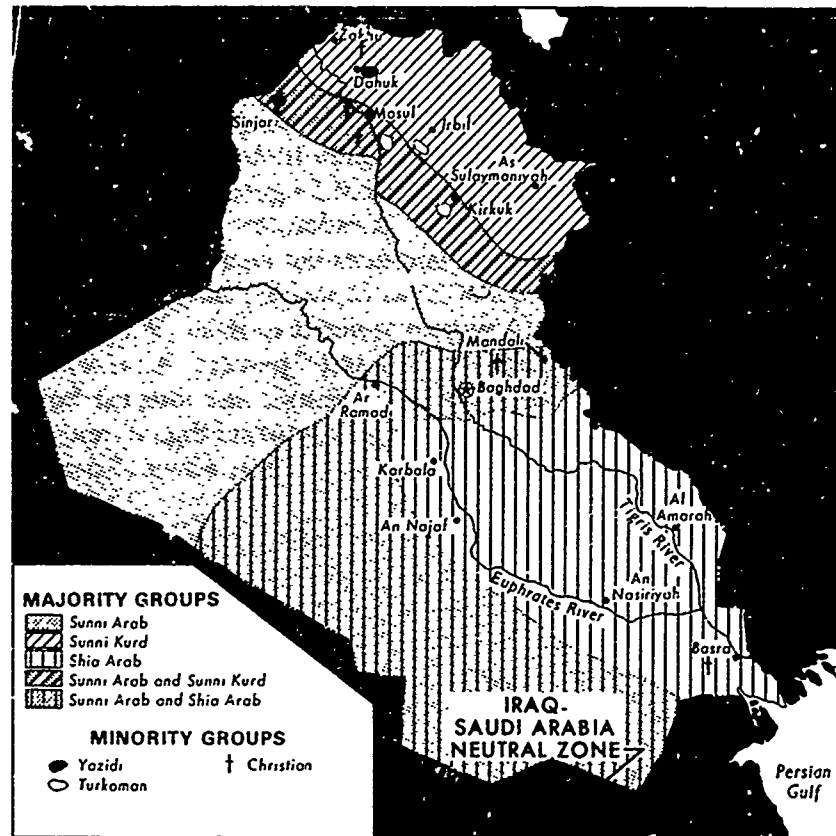 Zakhu
Dahuk
Mosul
Sinjar
Irbil
As
Sulaymaniyah
Kirkuk
Mandali
Baghdad
Ar
Ramadi
Karbala
An Najaf
Al
Amarah
Tigris River
An
Nasiriyah
Euphrates River
Basra
MAJORITY GROUPS
Sunni Arab
Sunni Kurd
Shia Arab
Sunni Arab and Sunni Kurd
Sunni Arab and Shia Arab
MINORITY GROUPS
Yazidi
Christian
Turkoman
IRAQ-
SAUDI ARABIA
NEUTRAL ZONE
Persian
Gulf